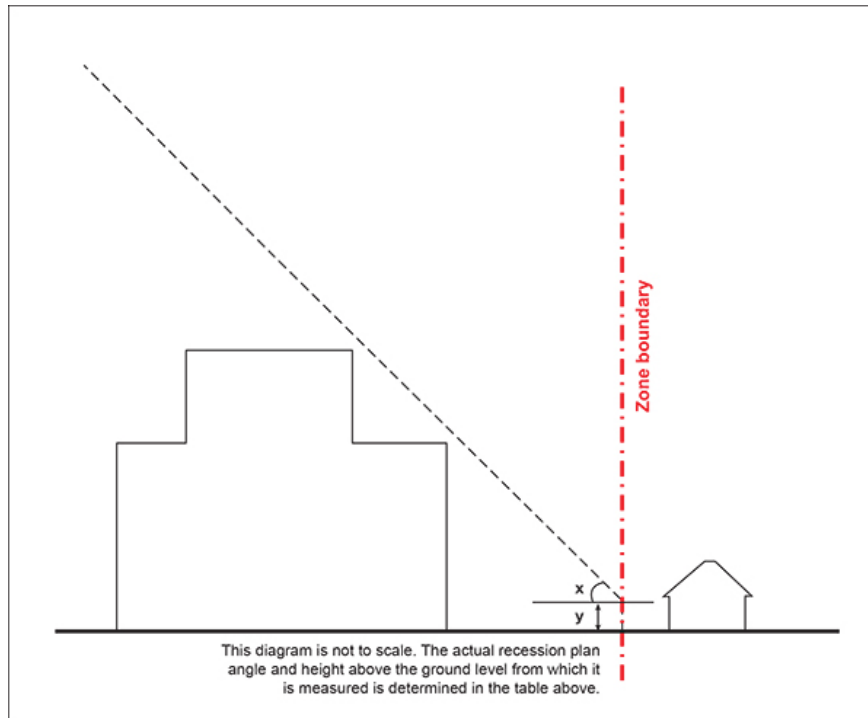 Zone boundary
x
y
This diagram is not to scale. The actual recession plan
angle and height above the ground level from which it
is measured is determined in the table above.